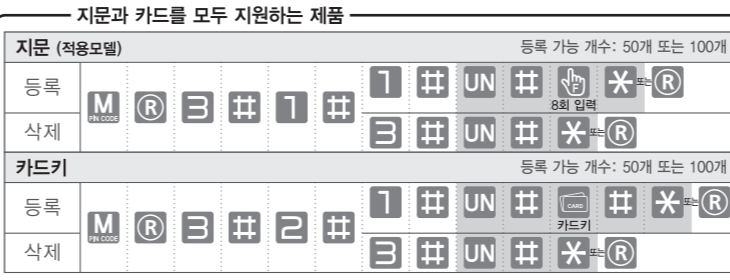 지문과 카드를 모두 지원하는 제품
지문 (적용모델) 등록 가능 개수: 50개 또는 100개
등록 M PIN CODE ® 3 # 1 # 1 # UN # F 8회 입력 * 또는 ®
삭제 3 # UN # * 또는 ®
카드키 등록 가능 개수: 50개 또는 100개
등록 M PIN CODE ® 3 # 2 # 1 # UN # CARD 카드키 # * 또는 ®
삭제 3 # UN # * 또는 ®